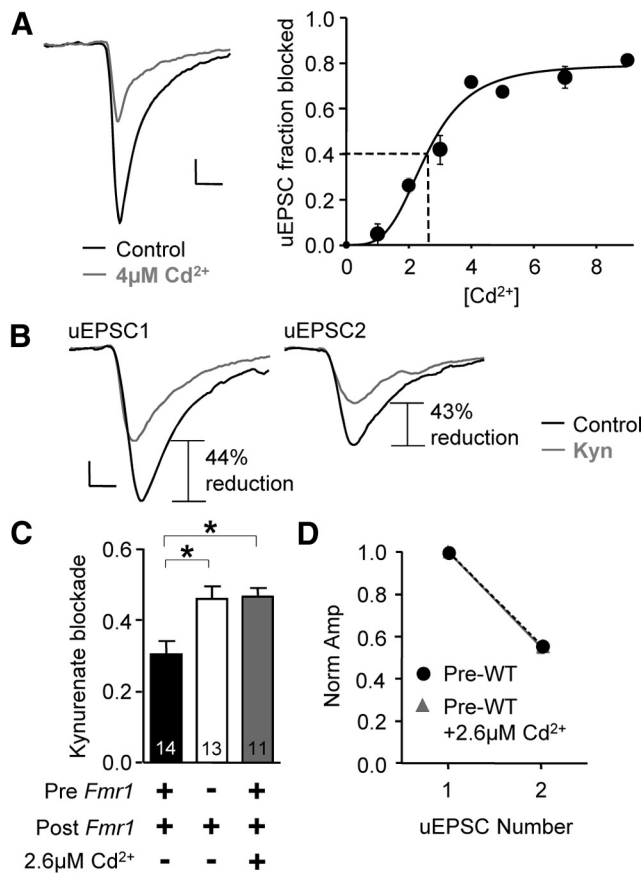 A
Control
4µM Cd²⁺
uEPSC fraction blocked
1.0
0.8
0.6
0.4
0.2
0.0
0 2 4 6 8
[Cd²⁺]
B
uEPSC1
uEPSC2
44%
reduction
43%
reduction
Control
Kyn
C
* *
Kynurenate blockade
0.6
0.4
0.2
0.0
14 13 11
Pre Fmr1 + - +
Post Fmr1 + + +
2.6µM Cd²⁺ - - +
D
Norm Amp
1.0
0.8
0.6
0.4
0.2
0.0
Pre-WT
Pre-WT
+2.6µM Cd²⁺
1 2
uEPSC Number